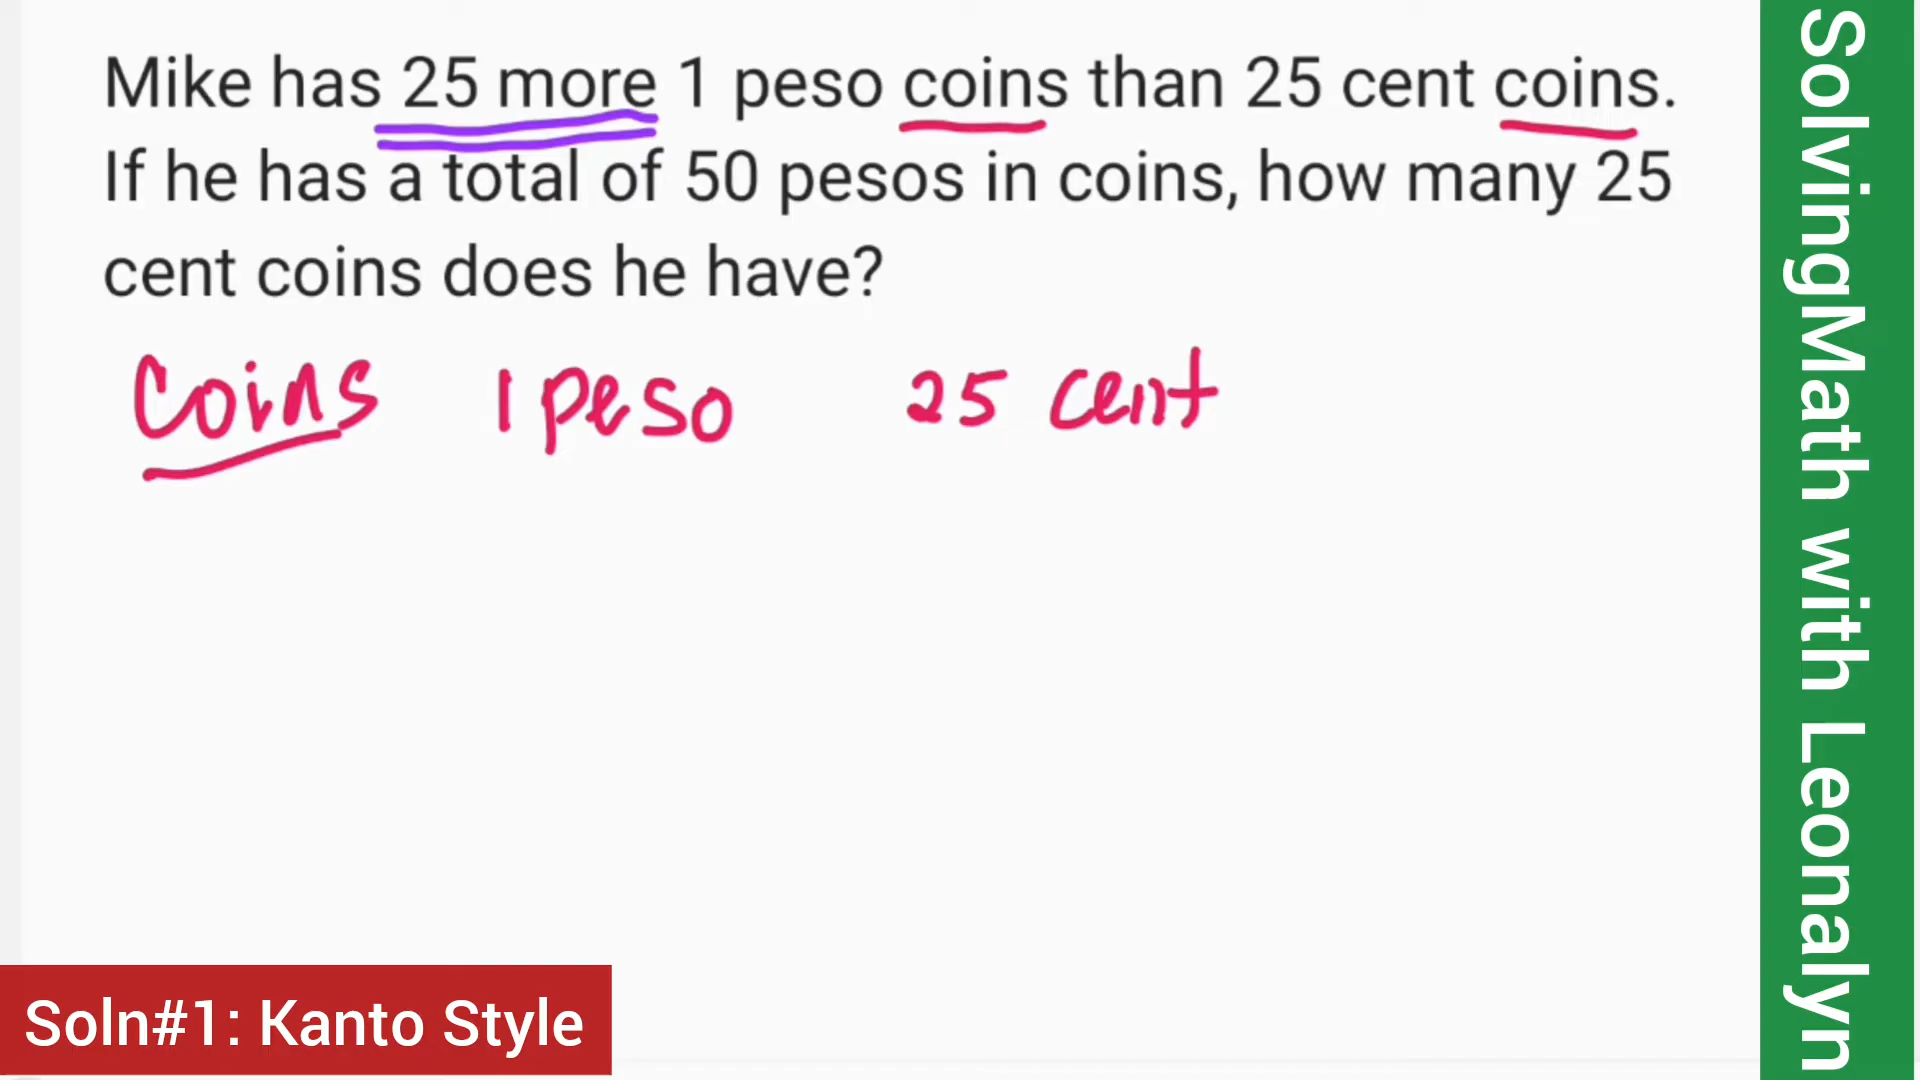 Mike has 25 more 1 peso coins than 25 cent coins.
If he has a total of 50 pesos in coins, how many 25
cent coins does he have?
Coins 1 peso 25 cent
Soln#1: Kanto Style
SolvingMath with Leonalyn